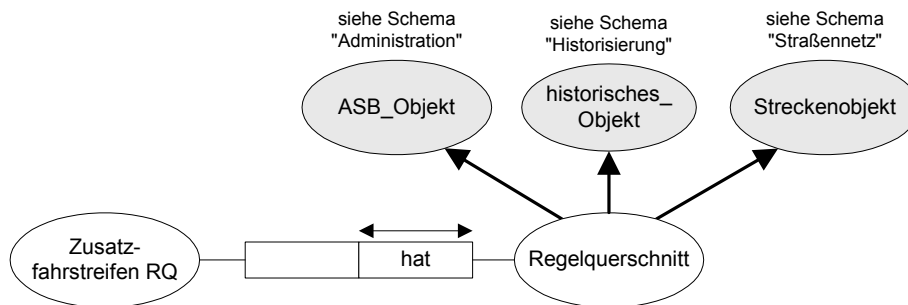 siehe Schema
"Administration"
siehe Schema
"Historisierung"
siehe Schema
"Straßennetz"
ASB_Objekt
historisches_
Objekt
Streckenobjekt
Zusatz-
fahrstreifen RQ
hat
Regelquerschnitt